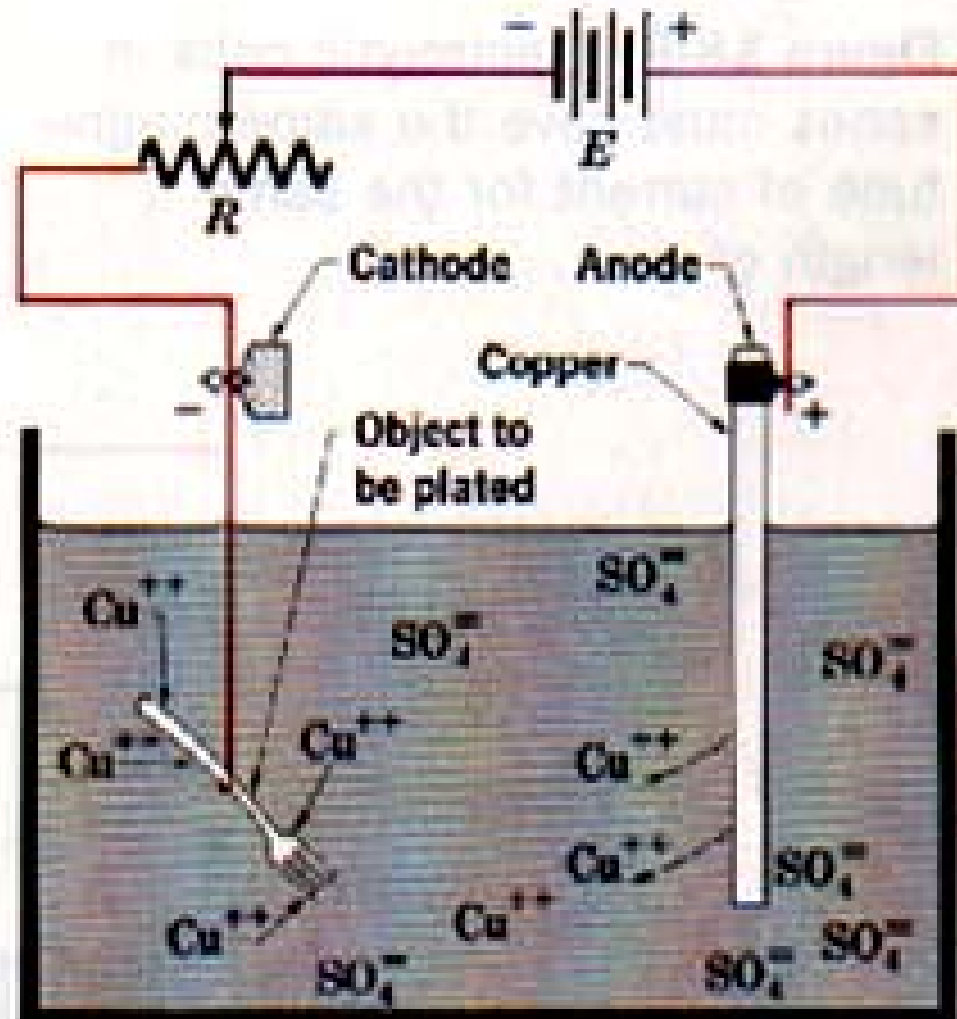 − +
E
R
Cathode Anode
Copper
− +
Object to
be plated
Cu⁺⁺ SO₄⁼
SO₄⁼ SO₄⁼
Cu⁺⁺ Cu⁺⁺ Cu⁺⁺
Cu⁺⁺ SO₄⁼
Cu⁺⁺ Cu⁺⁺ SO₄⁼
SO₄⁼ SO₄⁼